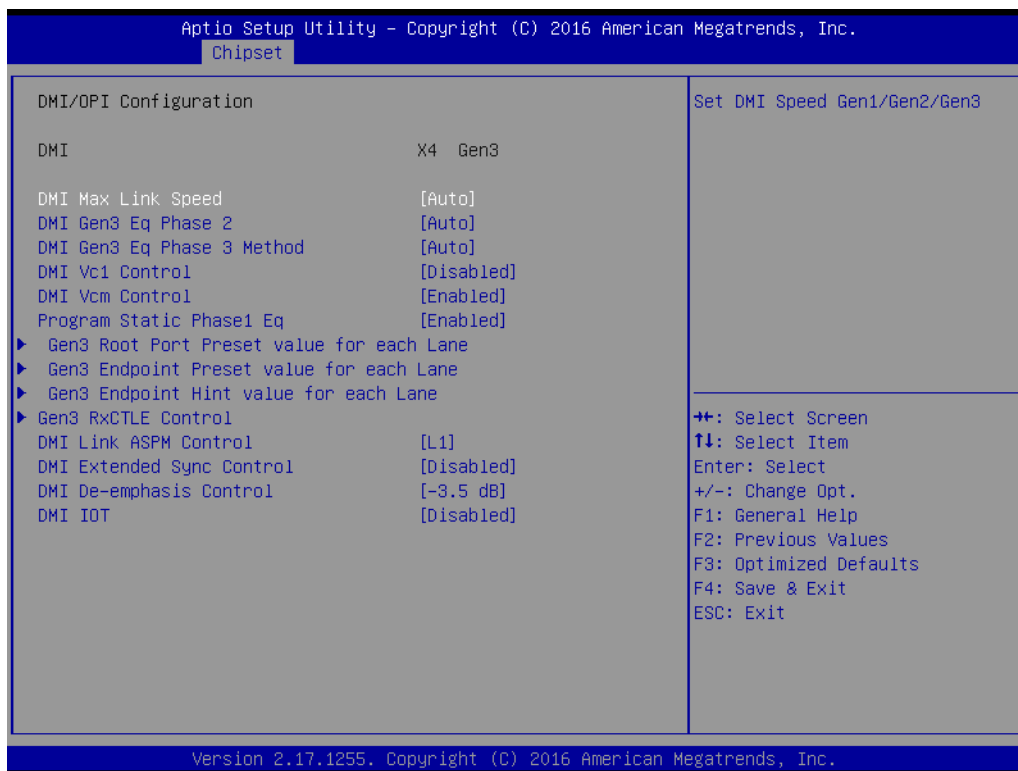 Aptio Setup Utility – Copyright (C) 2016 American Megatrends, Inc.
Chipset
DMI/OPI Configuration
DMI X4 Gen3
DMI Max Link Speed [Auto]
DMI Gen3 Eq Phase 2 [Auto]
DMI Gen3 Eq Phase 3 Method [Auto]
DMI Vc1 Control [Disabled]
DMI Vcm Control [Enabled]
Program Static Phase1 Eq [Enabled]
Gen3 Root Port Preset value for each Lane
Gen3 Endpoint Preset value for each Lane
Gen3 Endpoint Hint value for each Lane
Gen3 RxCTLE Control
DMI Link ASPM Control [L1]
DMI Extended Sync Control [Disabled]
DMI De-emphasis Control [-3.5 dB]
DMI IOT [Disabled]
Set DMI Speed Gen1/Gen2/Gen3
→←: Select Screen
↑↓: Select Item
Enter: Select
+/-: Change Opt.
F1: General Help
F2: Previous Values
F3: Optimized Defaults
F4: Save & Exit
ESC: Exit
Version 2.17.1255. Copyright (C) 2016 American Megatrends, Inc.